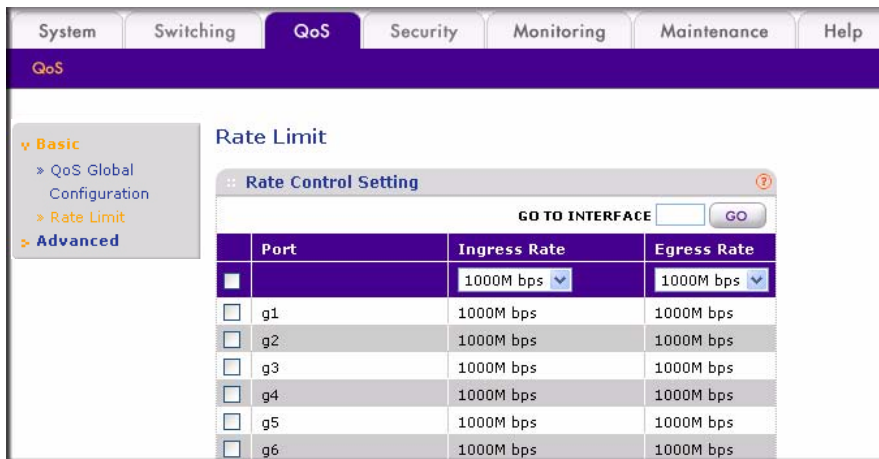 System Switching QoS Security Monitoring Maintenance Help
QoS
Basic
» QoS Global
Configuration
» Rate Limit
Advanced
Rate Limit
Rate Control Setting ?
GO TO INTERFACE GO
Port Ingress Rate Egress Rate
1000M bps 1000M bps
g1 1000M bps 1000M bps
g2 1000M bps 1000M bps
g3 1000M bps 1000M bps
g4 1000M bps 1000M bps
g5 1000M bps 1000M bps
g6 1000M bps 1000M bps